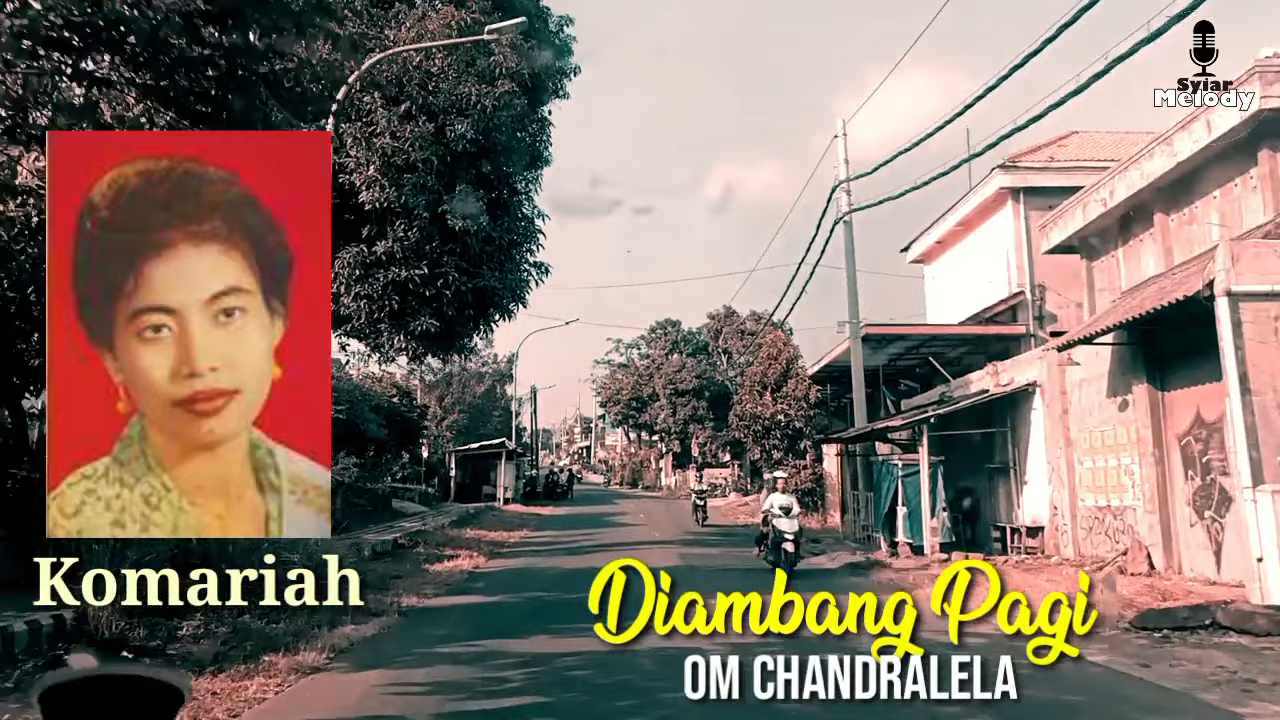 Syiar
Melody
Komariah
Diambang Pagi
OM CHANDRALELA